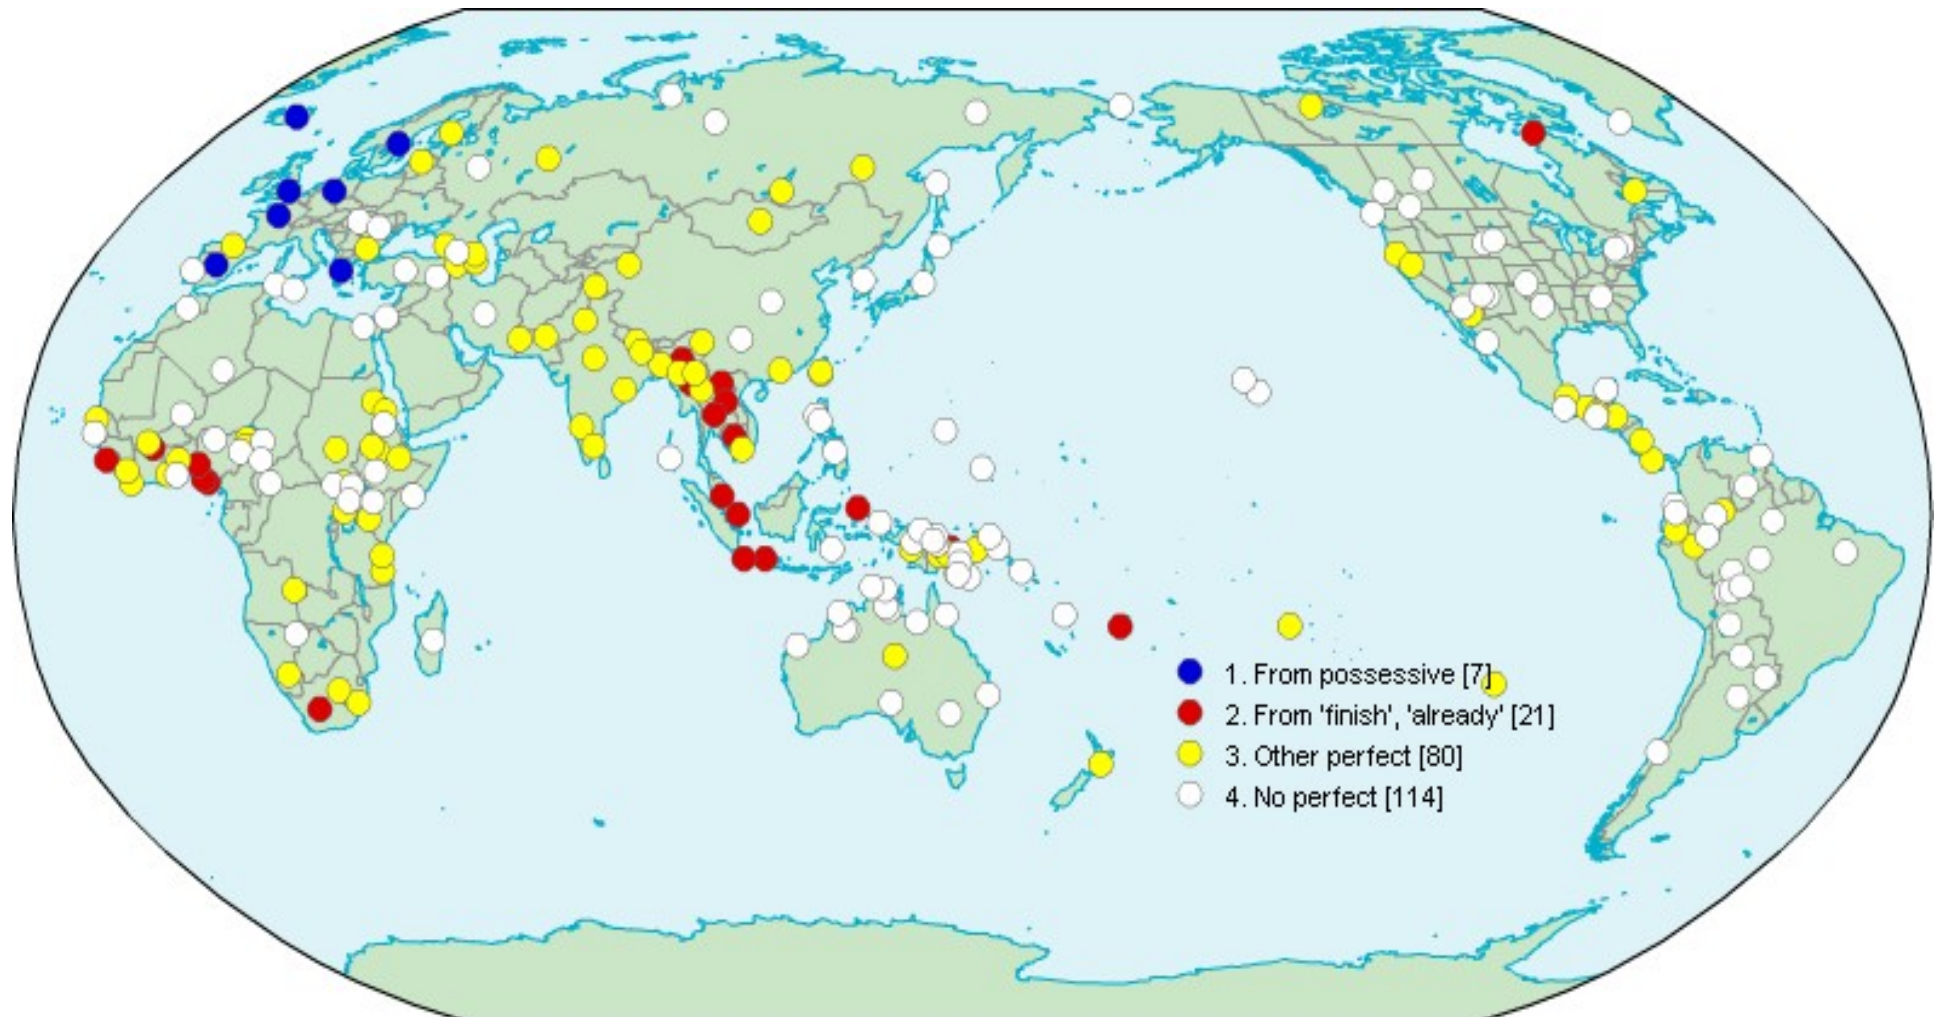 1. From possessive [7]
2. From 'finish', 'already' [21]
3. Other perfect [80]
4. No perfect [114]